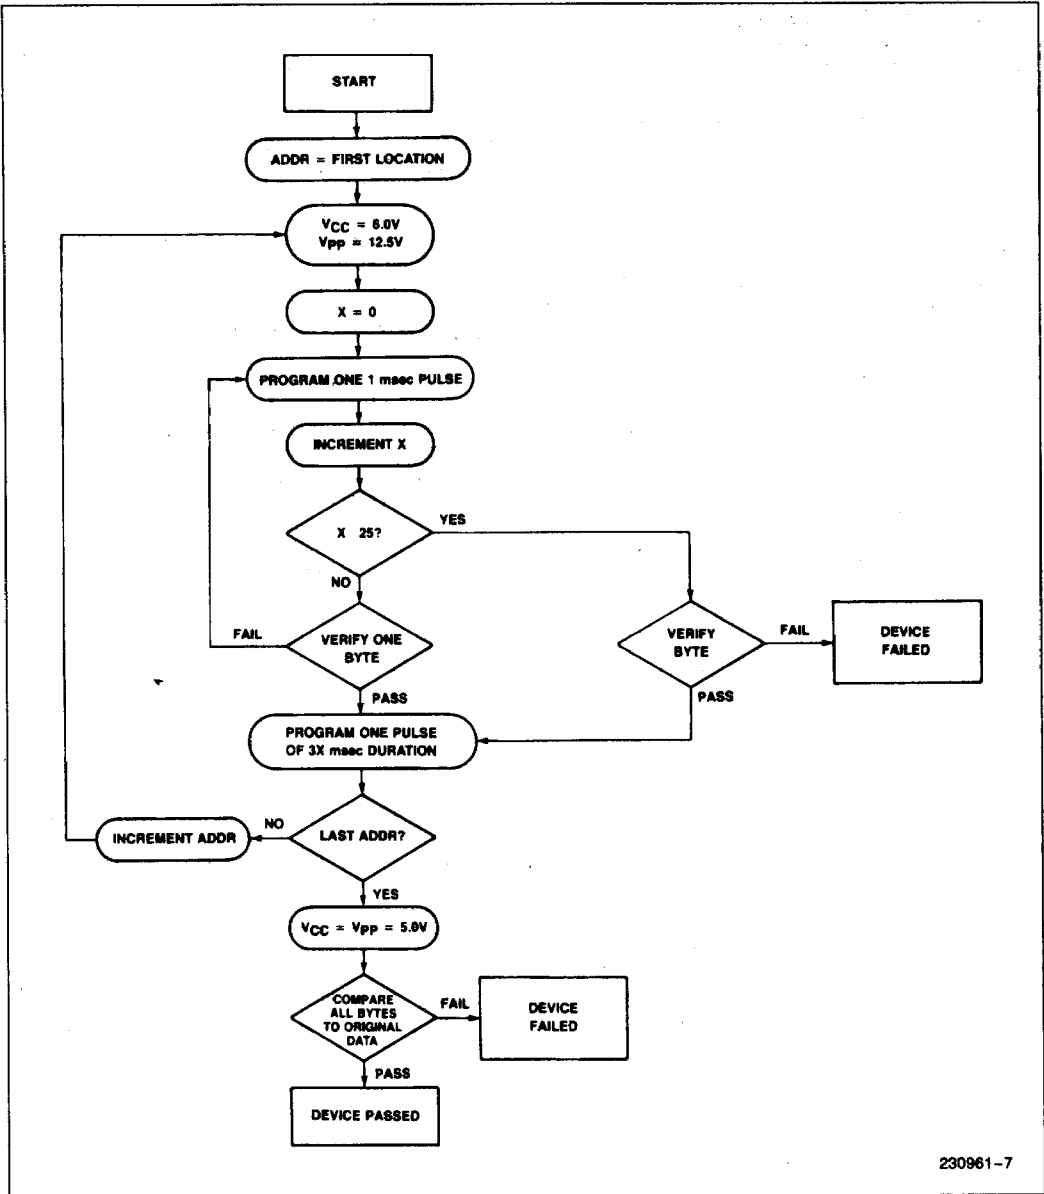 START
ADDR = FIRST LOCATION
VCC = 6.0V
Vpp = 12.5V
X = 0
PROGRAM ONE 1 msec PULSE
INCREMENT X
X 25?
YES
NO
VERIFY ONE
BYTE
FAIL
PASS
VERIFY
BYTE
FAIL
DEVICE
FAILED
PASS
PROGRAM ONE PULSE
OF 3X msec DURATION
LAST ADDR?
NO
INCREMENT ADDR
YES
VCC = VPP = 5.0V
COMPARE
ALL BYTES
TO ORIGINAL
DATA
FAIL
DEVICE
FAILED
PASS
DEVICE PASSED
230961-7